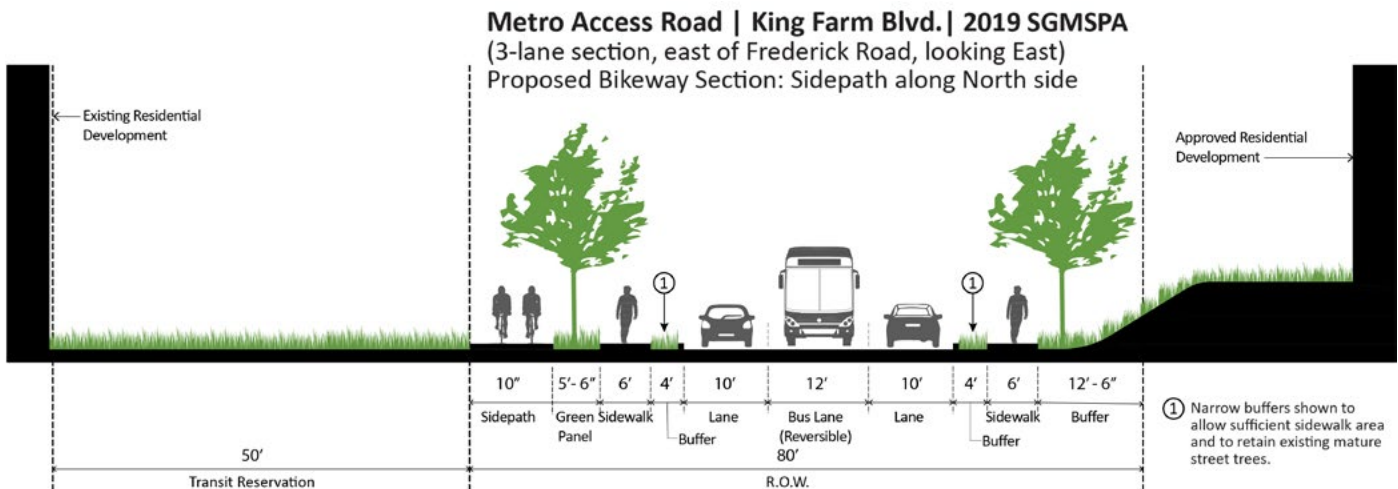 Metro Access Road | King Farm Blvd. | 2019 SGMSPA
(3-lane section, east of Frederick Road, looking East)
Proposed Bikeway Section: Sidepath along North side
Existing Residential
Development
Approved Residential
Development
1
1
10”
5’- 6”
6’
4’
10’
12’
10’
4’
6’
12’ - 6”
Sidepath
Green
Panel
Sidewalk
Buffer
Lane
Bus Lane
(Reversible)
Lane
Buffer
Sidewalk
Buffer
1 Narrow buffers shown to
allow sufficient sidewalk area
and to retain existing mature
street trees.
50’
80’
Transit Reservation
R.O.W.